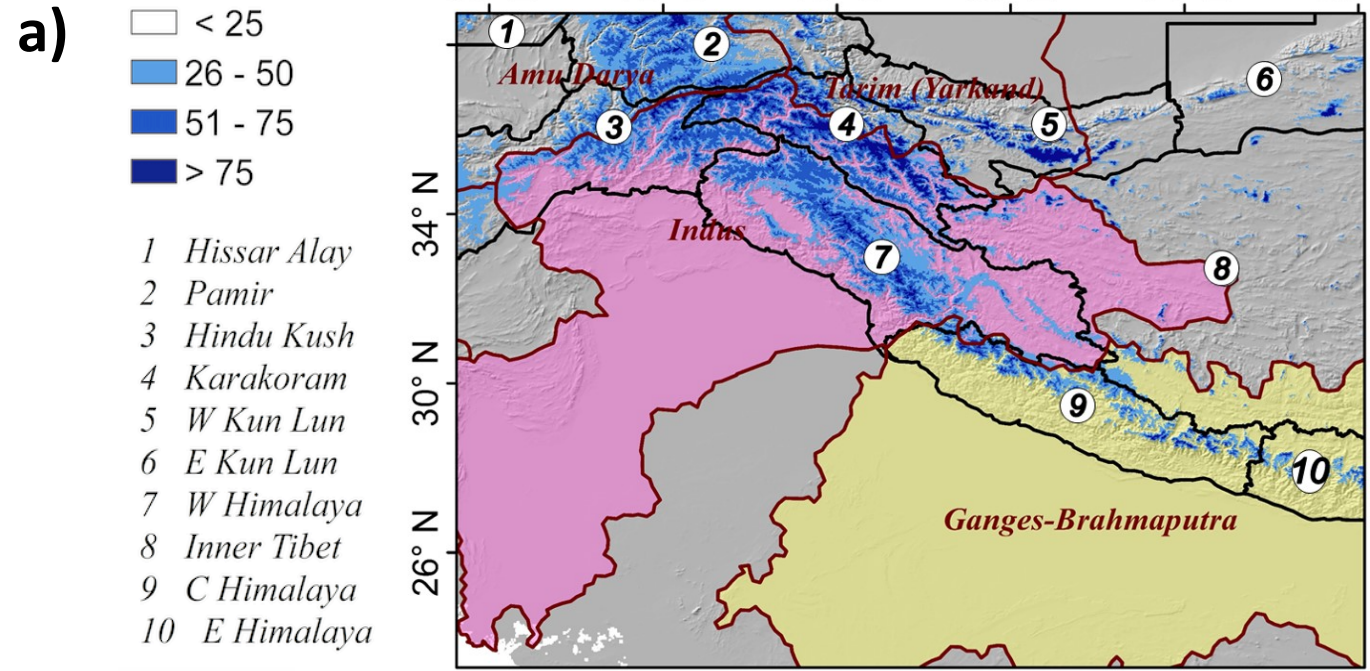 a)
< 25
26 - 50
51 - 75
> 75
1 Hissar Alay
2 Pamir
3 Hindu Kush
4 Karakoram
5 W Kun Lun
6 E Kun Lun
7 W Himalaya
8 Inner Tibet
9 C Himalaya
10 E Himalaya
34° N
30° N
26° N
1
2
Amu Darya
Tarim (Yarkand)
6
3
4
5
Indus
7
8
9
10
Ganges-Brahmaputra